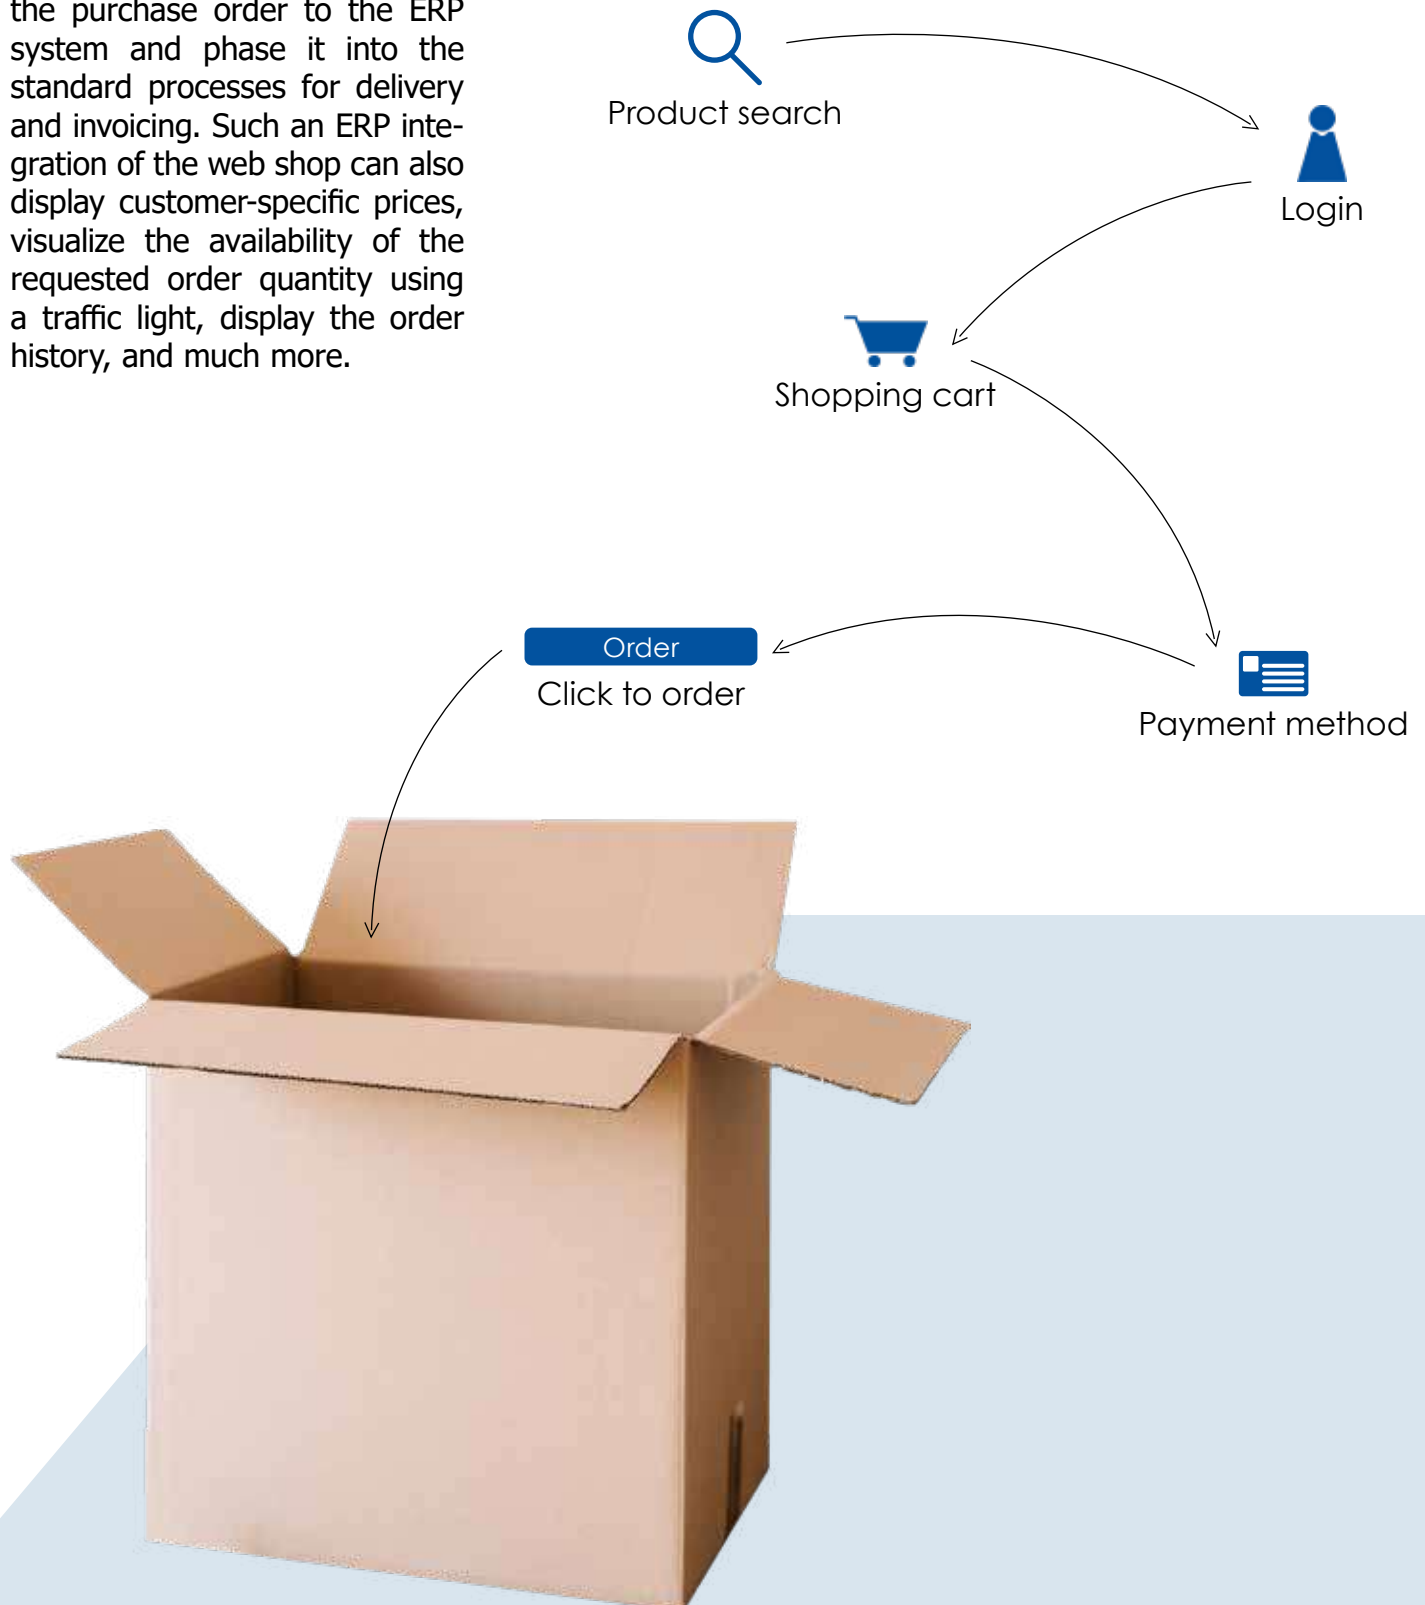 the purchase order to the ERP
system and phase it into the
standard processes for delivery
and invoicing. Such an ERP inte-
gration of the web shop can also
display customer-specific prices,
visualize the availability of the
requested order quantity using
a traffic light, display the order
history, and much more.
Product search
Login
Shopping cart
Payment method
Order
Click to order